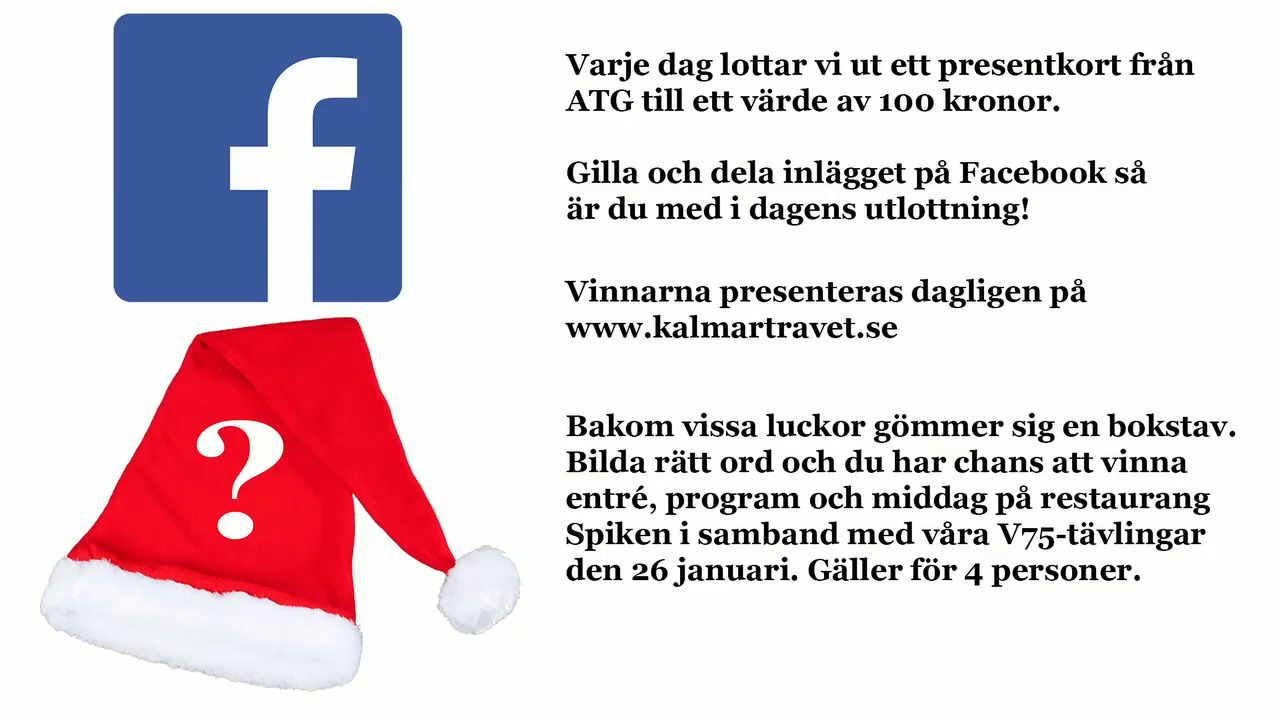 f
Varje dag lottar vi ut ett presentkort från
ATG till ett värde av 100 kronor.
Gilla och dela inlägget på Facebook så
är du med i dagens utlottning!
Vinnarna presenteras dagligen på
www.kalmartravet.se
?
Bakom vissa luckor gömmer sig en bokstav.
Bilda rätt ord och du har chans att vinna
entré, program och middag på restaurang
Spiken i samband med våra V75-tävlingar
den 26 januari. Gäller för 4 personer.